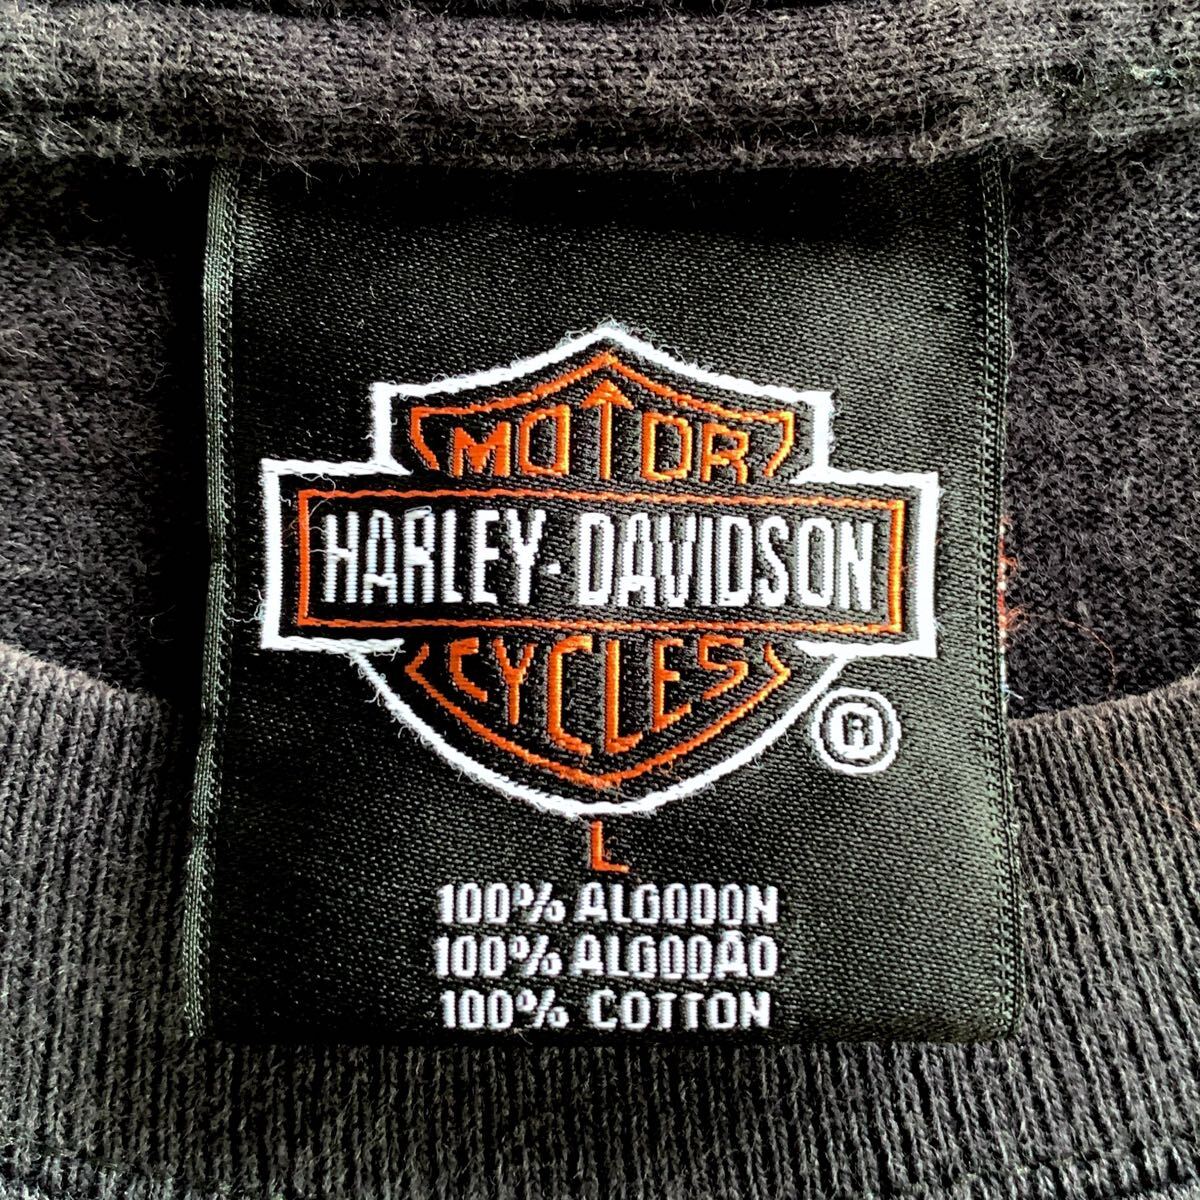 MOTOR
HARLEY-DAVIDSON
CYCLES
®
L
100% ALGODON
100% ALGODÃO
100% COTTON